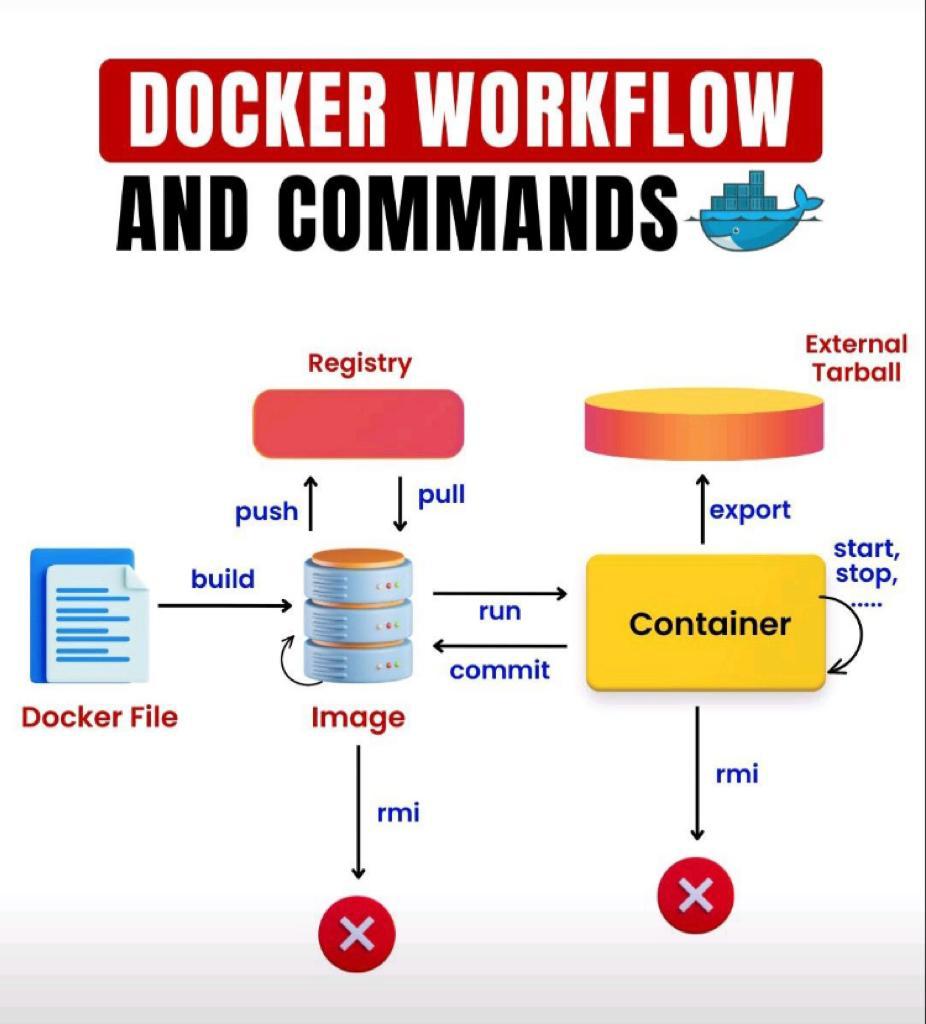 DOCKER WORKFLOW
AND COMMANDS
Registry
External
Tarball
push
pull
export
build
start,
stop,
.....
run
Container
commit
Docker File
Image
rmi
rmi